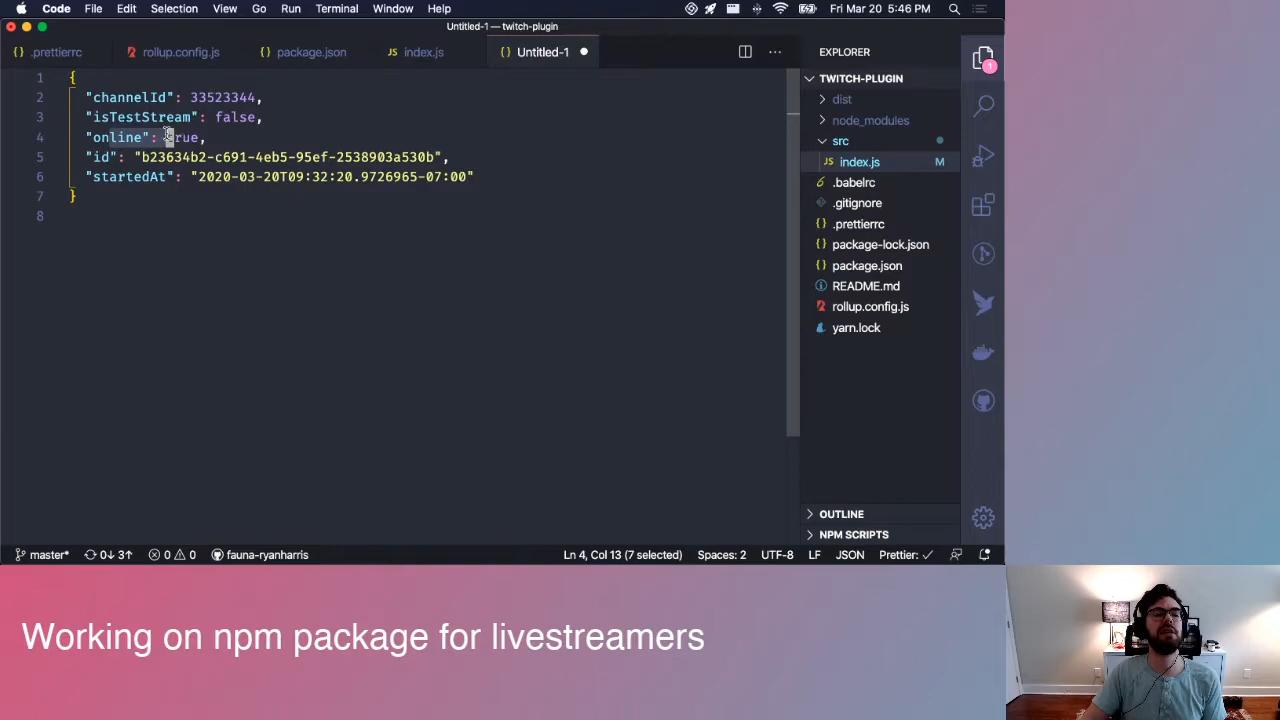 Code File Edit Selection View Go Run Terminal Window Help Fri Mar 20 5:46 PM
Untitled-1 — twitch-plugin
.prettierrc rollup.config.js package.json index.js Untitled-1
EXPLORER
1 {
2 "channelId": 33523344,
3 "isTestStream": false,
4 "online": true,
5 "id": "b23634b2-c691-4eb5-95ef-2538903a530b",
6 "startedAt": "2020-03-20T09:32:20.9726965-07:00"
7 }
8
TWITCH-PLUGIN
dist
node_modules
src
index.js M
.babelrc
.gitignore
.prettierrc
package-lock.json
package.json
README.md
rollup.config.js
yarn.lock
OUTLINE
NPM SCRIPTS
1
master* 0↓ 3↑ 0 0 fauna-ryanharris Ln 4, Col 13 (7 selected) Spaces: 2 UTF-8 LF JSON Prettier: ✓
Working on npm package for livestreamers